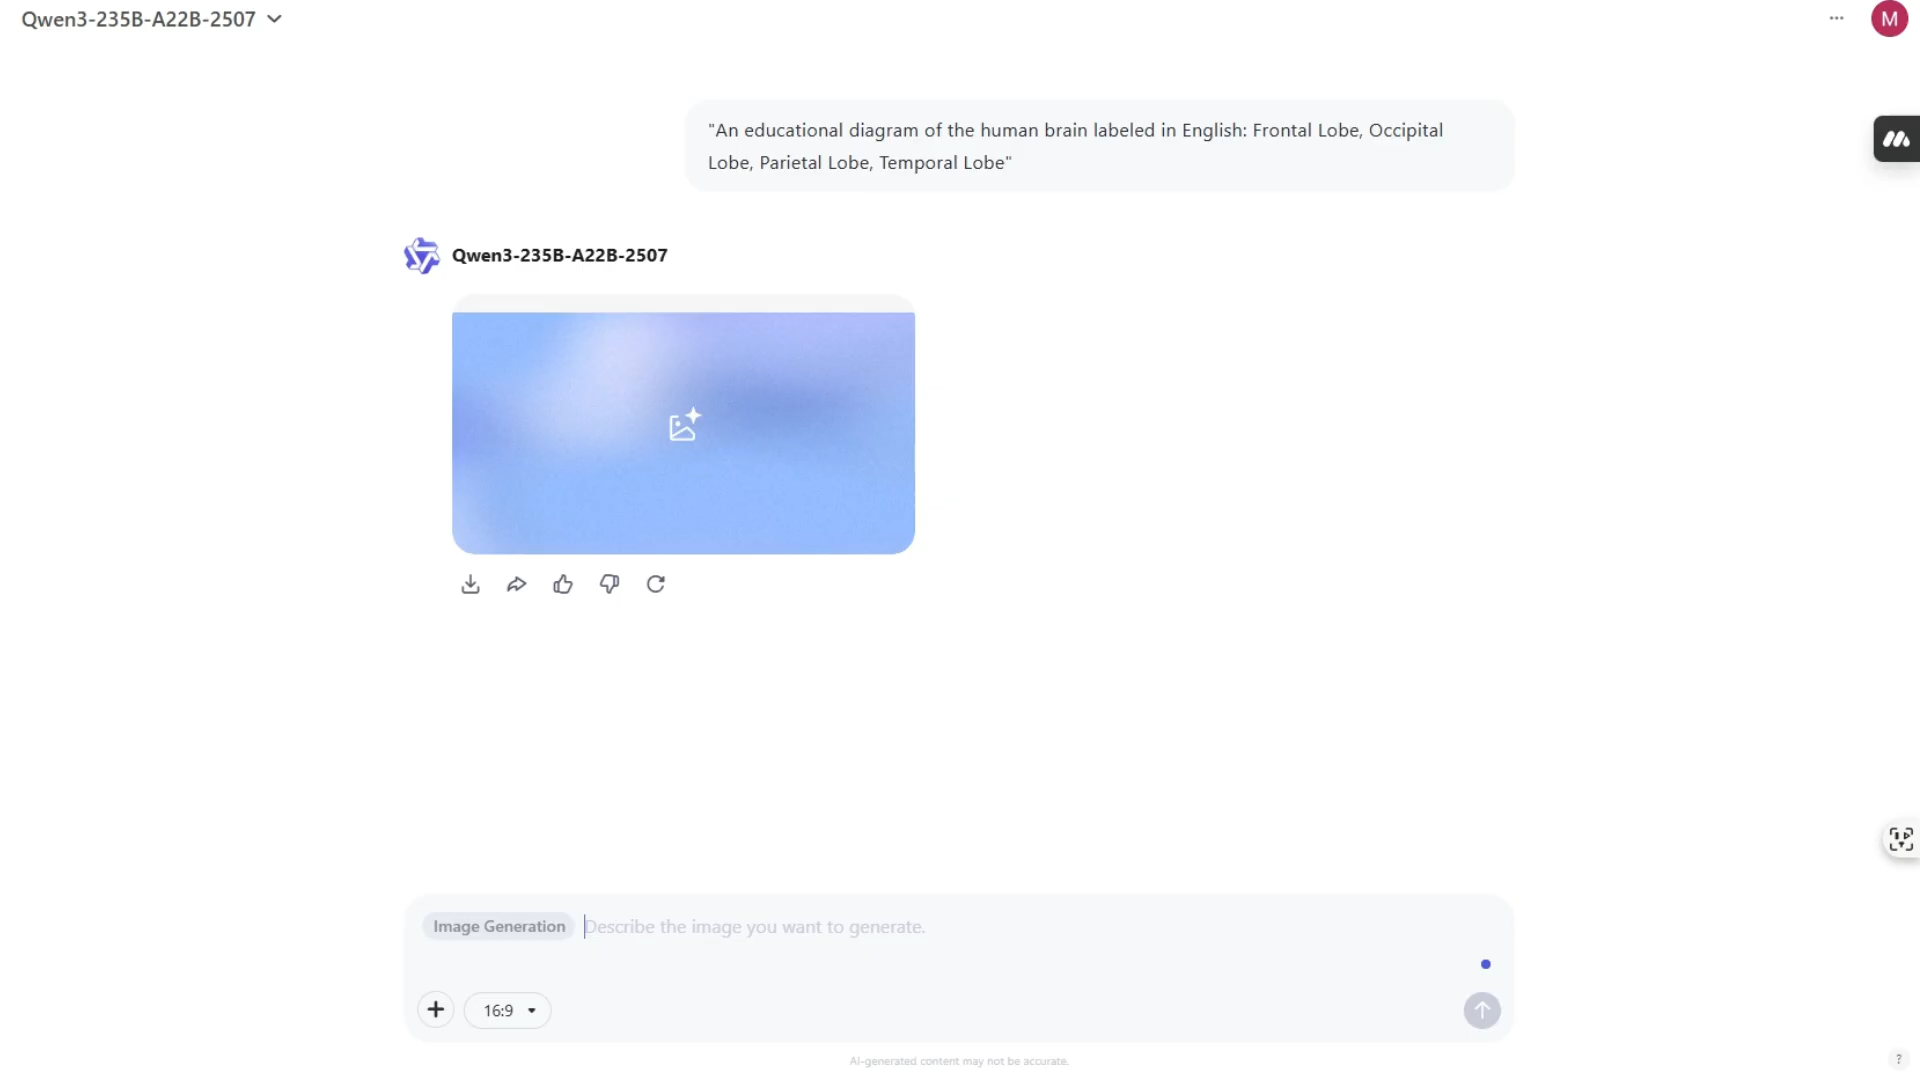 Qwen3-235B-A22B-2507
M
"An educational diagram of the human brain labeled in English: Frontal Lobe, Occipital
Lobe, Parietal Lobe, Temporal Lobe"
Qwen3-235B-A22B-2507
Image Generation Describe the image you want to generate.
16:9
AI-generated content may not be accurate.
?